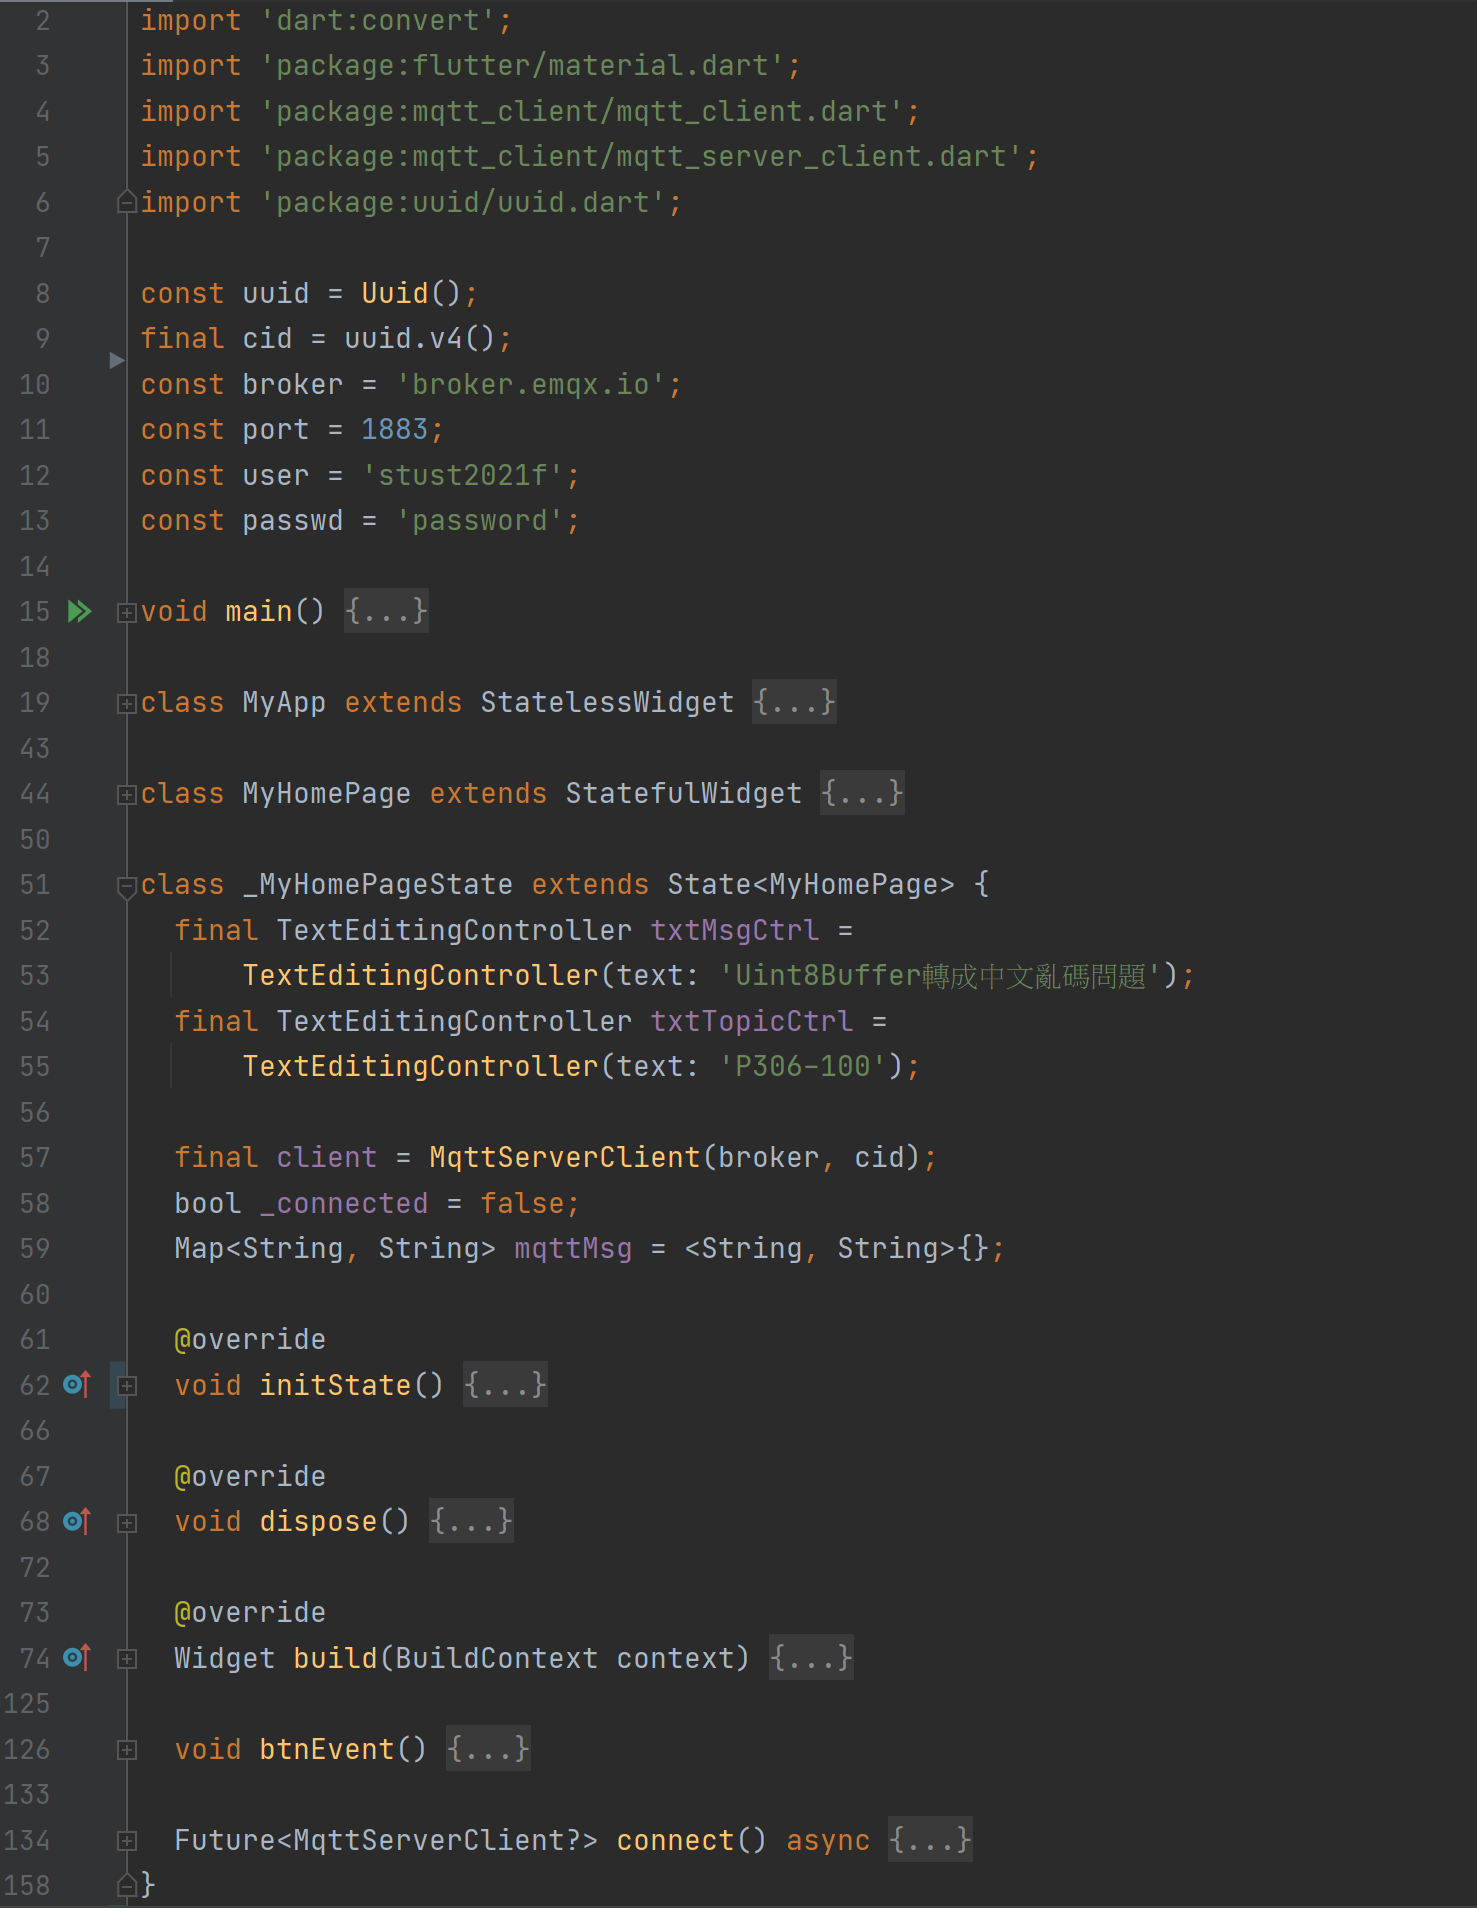 2 import 'dart:convert';
3 import 'package:flutter/material.dart';
4 import 'package:mqtt_client/mqtt_client.dart';
5 import 'package:mqtt_client/mqtt_server_client.dart';
6 import 'package:uuid/uuid.dart';
7
8 const uuid = Uuid();
9 final cid = uuid.v4();
10 const broker = 'broker.emqx.io';
11 const port = 1883;
12 const user = 'stust2021f';
13 const passwd = 'password';
14
15 void main() {...}
18
19 class MyApp extends StatelessWidget {...}
43
44 class MyHomePage extends StatefulWidget {...}
50
51 class _MyHomePageState extends State<MyHomePage> {
52   final TextEditingController txtMsgCtrl =
53       TextEditingController(text: 'Uint8Buffer轉成中文亂碼問題');
54   final TextEditingController txtTopicCtrl =
55       TextEditingController(text: 'P306-100');
56
57   final client = MqttServerClient(broker, cid);
58   bool _connected = false;
59   Map<String, String> mqttMsg = <String, String>{};
60
61   @override
62   void initState() {...}
66
67   @override
68   void dispose() {...}
72
73   @override
74   Widget build(BuildContext context) {...}
125
126   void btnEvent() {...}
133
134   Future<MqttServerClient?> connect() async {...}
158 }